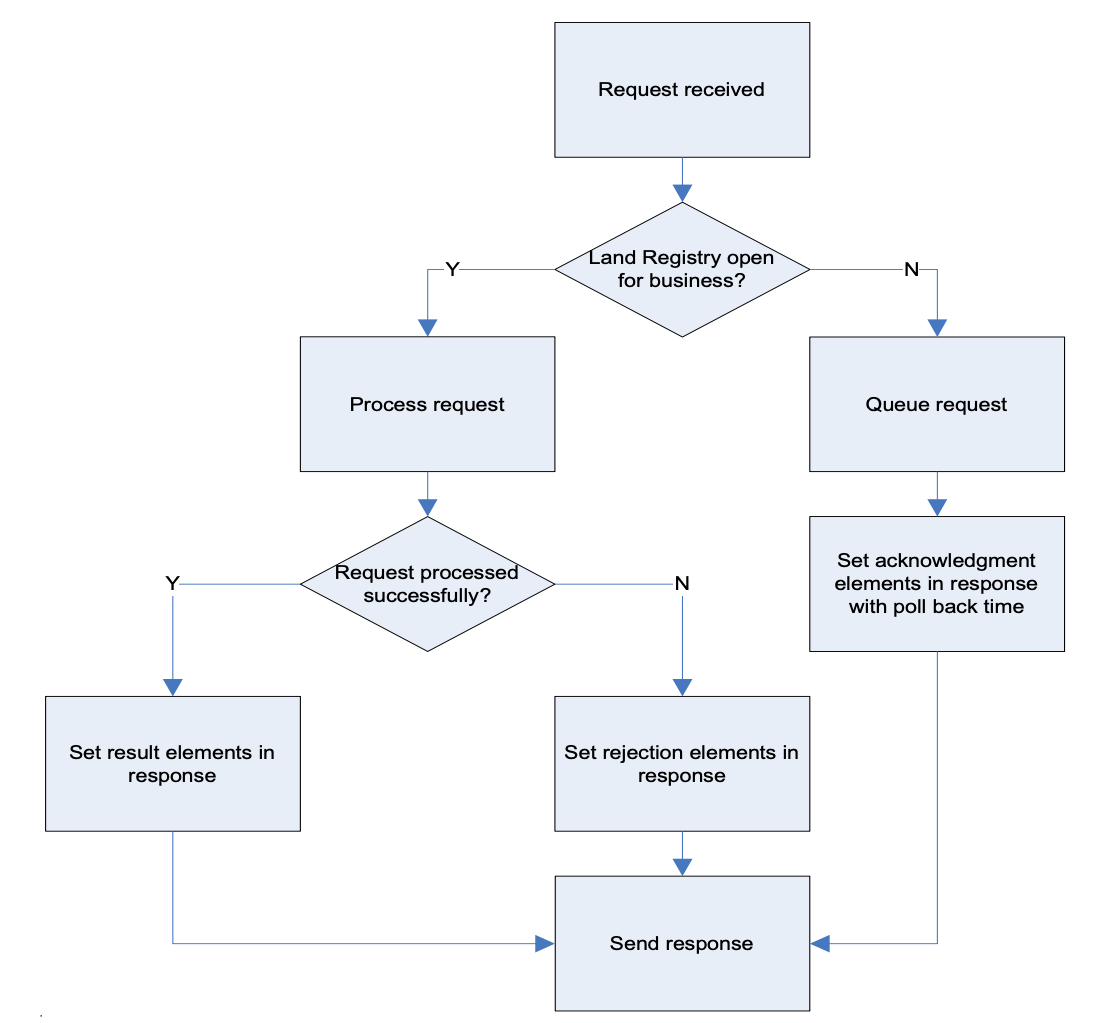 Request received
Land Registry open
for business?
Y
N
Process request
Queue request
Request processed
successfully?
Y
N
Set acknowledgment
elements in response
with poll back time
Set result elements in
response
Set rejection elements in
response
Send response